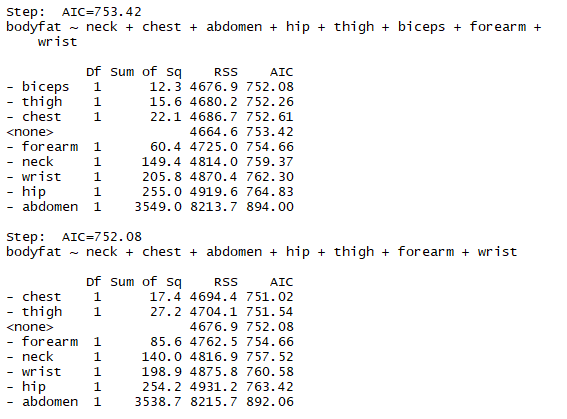 Step:  AIC=753.42
bodyfat ~ neck + chest + abdomen + hip + thigh + biceps + forearm +
    wrist
          Df Sum of Sq    RSS    AIC
- biceps   1      12.3 4676.9 752.08
- thigh    1      15.6 4680.2 752.26
- chest    1      22.1 4686.7 752.61
<none>                 4664.6 753.42
- forearm  1      60.4 4725.0 754.66
- neck     1     149.4 4814.0 759.37
- wrist    1     205.8 4870.4 762.30
- hip      1     255.0 4919.6 764.83
- abdomen  1    3549.0 8213.7 894.00
Step:  AIC=752.08
bodyfat ~ neck + chest + abdomen + hip + thigh + forearm + wrist
          Df Sum of Sq    RSS    AIC
- chest    1      17.4 4694.4 751.02
- thigh    1      27.2 4704.1 751.54
<none>                 4676.9 752.08
- forearm  1      85.6 4762.5 754.66
- neck     1     140.0 4816.9 757.52
- wrist    1     198.9 4875.8 760.58
- hip      1     254.2 4931.2 763.42
- abdomen  1    3538.7 8215.7 892.06